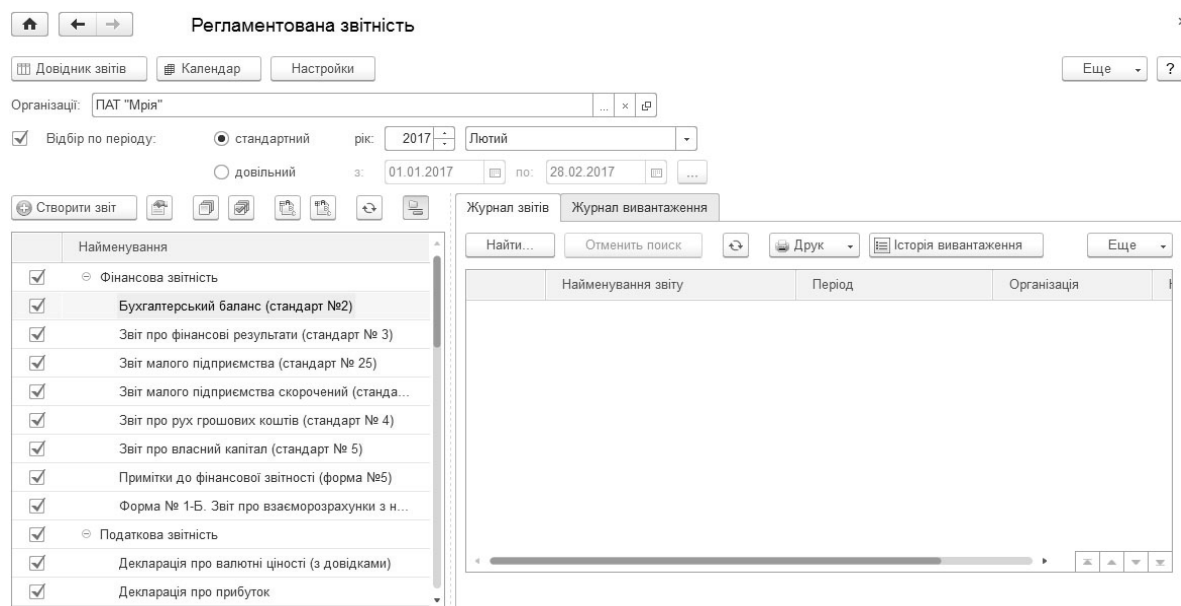 Регламентована звітність
Довідник звітів Календар Настройки Еще ?
Організації: ПАТ "Мрія" ...
Відбір по періоду: стандартний рік: 2017 Лютий
довільний з: 01.01.2017 по: 28.02.2017 ...
Створити звіт
Журнал звітів Журнал вивантаження
Найти... Отменить поиск Друк Історія вивантаження Еще
Найменування звіту Період Організація
Найменування
Фінансова звітність
Бухгалтерський баланс (стандарт №2)
Звіт про фінансові результати (стандарт № 3)
Звіт малого підприємства (стандарт № 25)
Звіт малого підприємства скорочений (станда...
Звіт про рух грошових коштів (стандарт № 4)
Звіт про власний капітал (стандарт № 5)
Примітки до фінансової звітності (форма №5)
Форма № 1-Б. Звіт про взаєморозрахунки з н...
Податкова звітність
Декларація про валютні ціності (з довідками)
Декларація про прибуток